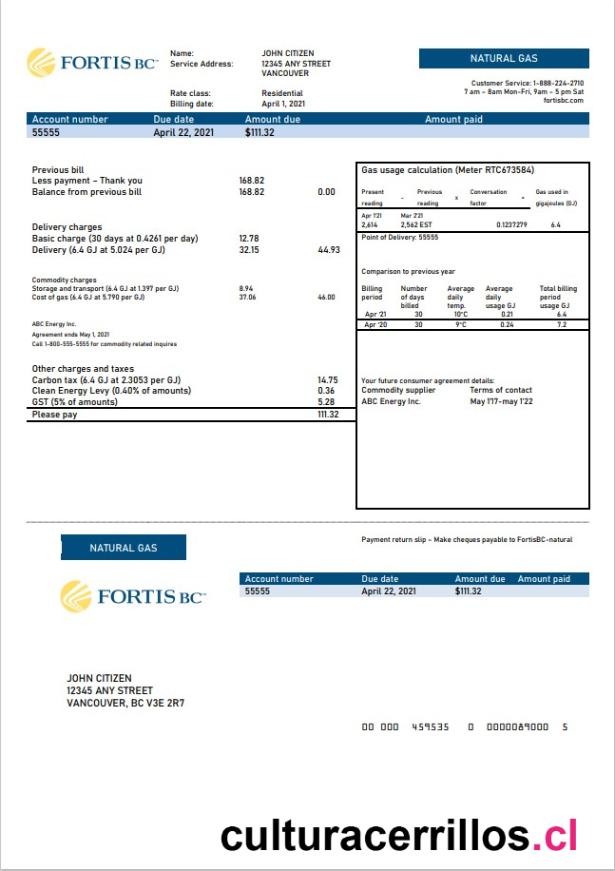 FORTIS BC™
Name: JOHN CITIZEN
Service Address: 12345 ANY STREET
VANCOUVER
Rate class: Residential
Billing date: April 1, 2021
NATURAL GAS
Customer Service: 1-888-224-2710
7 am – 8am Mon-Fri, 9am – 5 pm Sat
fortisbc.com
Account number Due date Amount due Amount paid
55555 April 22, 2021 $111.32
Previous bill
Less payment – Thank you 168.82
Balance from previous bill 168.82 0.00
Delivery charges
Basic charge (30 days at 0.4261 per day) 12.78
Delivery (6.4 GJ at 5.024 per GJ) 32.15 44.93
Commodity charges
Storage and transport (6.4 GJ at 1.397 per GJ) 8.94
Cost of gas (6.4 GJ at 5.790 per GJ) 37.06 46.00
ABC Energy Inc.
Agreement ends May 1, 2021
Call 1-800-555-5555 for commodity related inquires
Other charges and taxes
Carbon tax (6.4 GJ at 2.3053 per GJ) 14.75
Clean Energy Levy (0.40% of amounts) 0.36
GST (5% of amounts) 5.28
Please pay 111.32
Gas usage calculation (Meter RTC673584)
Present - Previous x Conversation = Gas used in
reading reading factor gigajoules (GJ)
Apr 1'21 Mar 2'21
2,614 2,562 EST 0.1237279 6.4
Point of Delivery: 55555
Comparison to previous year
Billing Number Average Average Total billing
period of days daily daily period
billed temp. usage GJ usage GJ
Apr '21 30 10°C 0.21 6.4
Apr '20 30 9°C 0.24 7.2
Your future consumer agreement details:
Commodity supplier Terms of contact
ABC Energy Inc. May 1'17-may 1'22
NATURAL GAS
Payment return slip – Make cheques payable to FortisBC-natural
FORTIS BC™
Account number Due date Amount due Amount paid
55555 April 22, 2021 $111.32
JOHN CITIZEN
12345 ANY STREET
VANCOUVER, BC V3E 2R7
00 000 459535 0 0000089000 5
culturacerrillos.cl